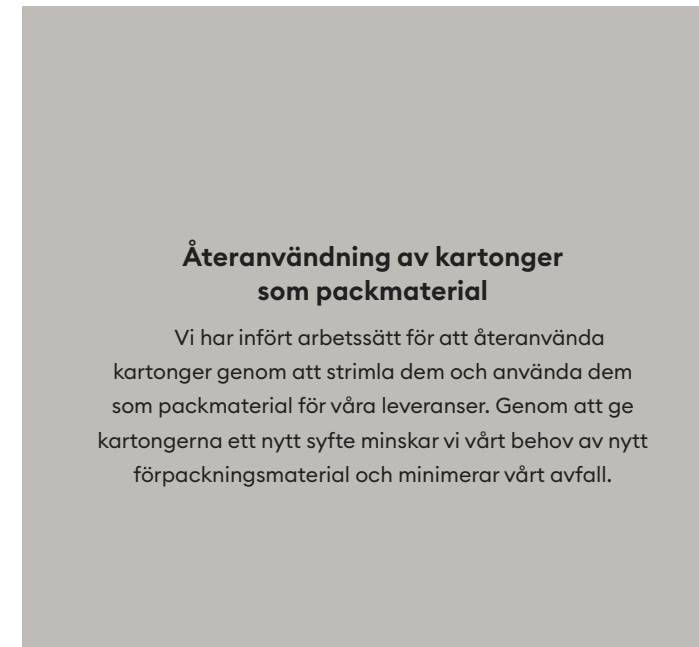 Återanvändning av kartonger
som packmaterial
Vi har infört arbetssätt för att återanvända
kartonger genom att strimla dem och använda dem
som packmaterial för våra leveranser. Genom att ge
kartongerna ett nytt syfte minskar vi vårt behov av nytt
förpackningsmaterial och minimerar vårt avfall.